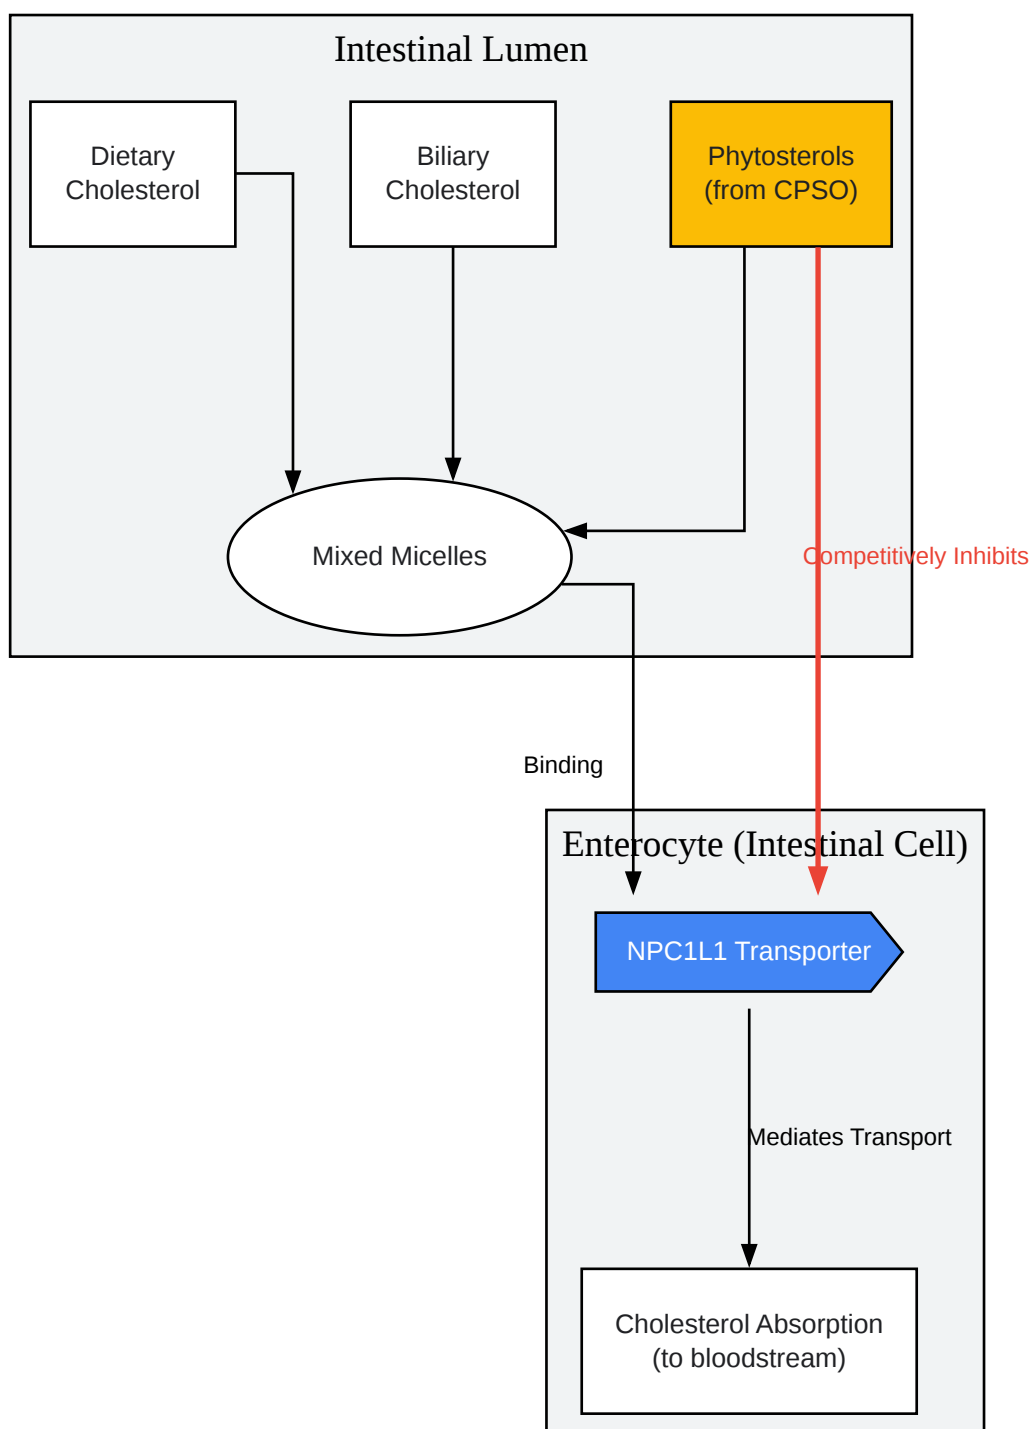 Intestinal Lumen
Dietary
Cholesterol
Biliary
Cholesterol
Phytosterols
(from CPSO)
Mixed Micelles
Competitively Inhibits
Binding
Enterocyte (Intestinal Cell)
NPC1L1 Transporter
Mediates Transport
Cholesterol Absorption
(to bloodstream)